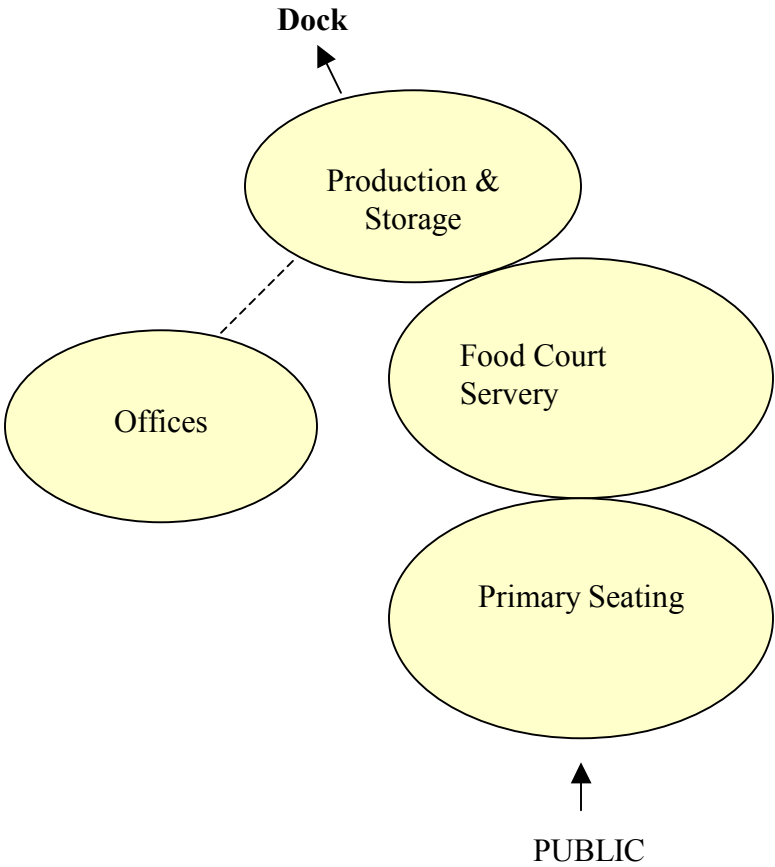 Dock
Production &
Storage
Food Court
Servery
Offices
Primary Seating
PUBLIC